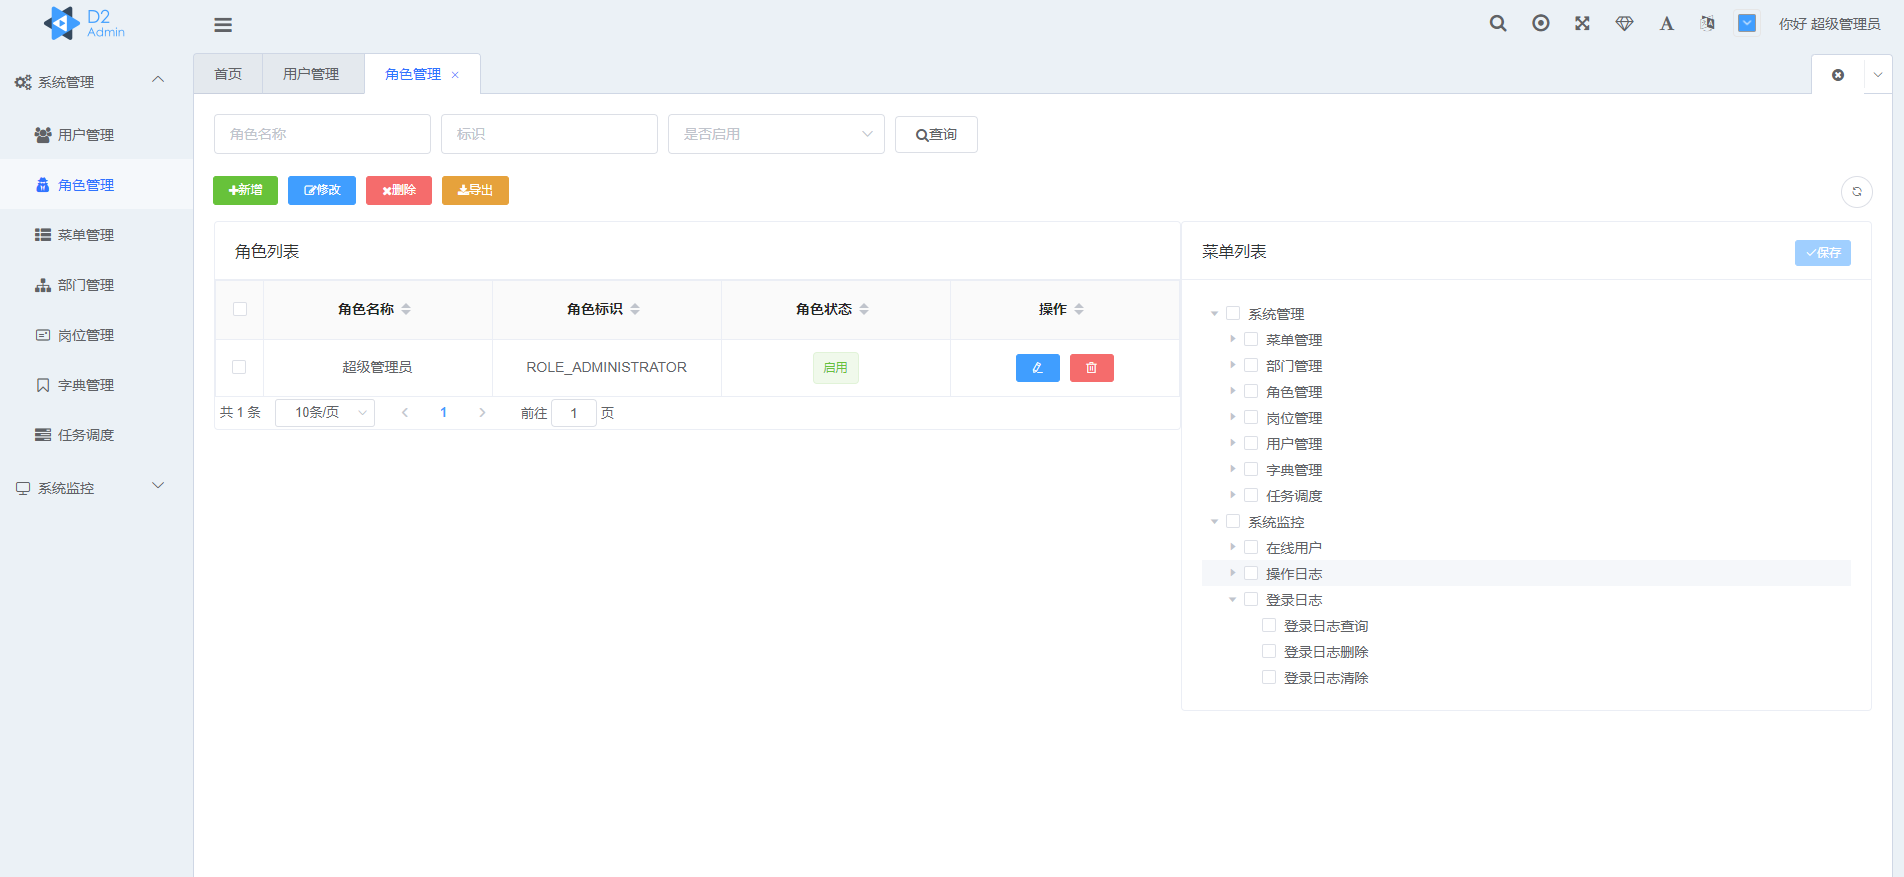 D2
Admin
你好 超级管理员
系统管理
用户管理
角色管理
菜单管理
部门管理
岗位管理
字典管理
任务调度
系统监控
首页
用户管理
角色管理
角色名称
标识
是否启用
查询
新增
修改
删除
导出
角色列表
角色名称 角色标识 角色状态 操作
超级管理员 ROLE_ADMINISTRATOR 启用
共 1 条 10条/页 1 前往 1 页
菜单列表
保存
系统管理
菜单管理
部门管理
角色管理
岗位管理
用户管理
字典管理
任务调度
系统监控
在线用户
操作日志
登录日志
登录日志查询
登录日志删除
登录日志清除